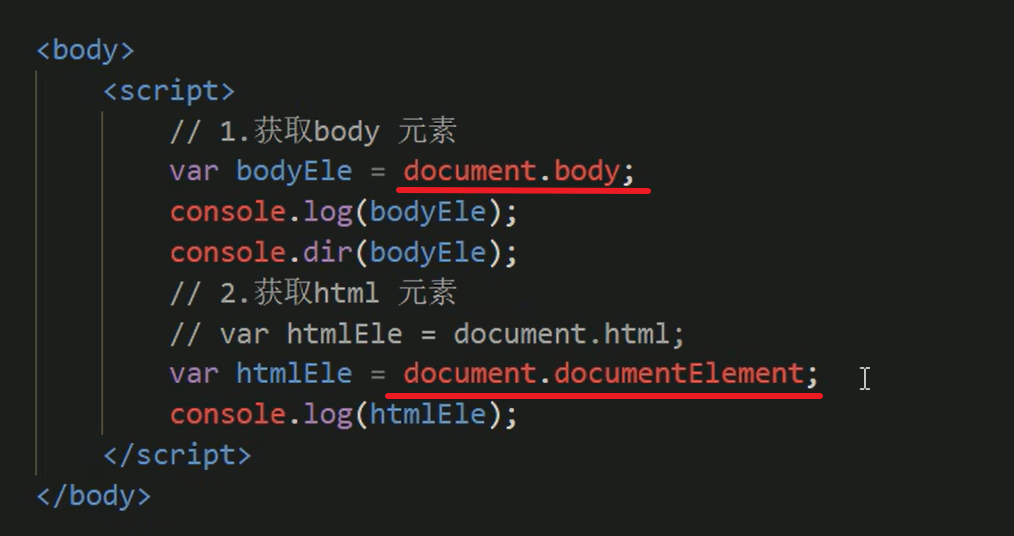 <body>
<script>
// 1.获取body 元素
var bodyEle = document.body;
console.log(bodyEle);
console.dir(bodyEle);
// 2.获取html 元素
// var htmlEle = document.html;
var htmlEle = document.documentElement;
console.log(htmlEle);
</script>
</body>